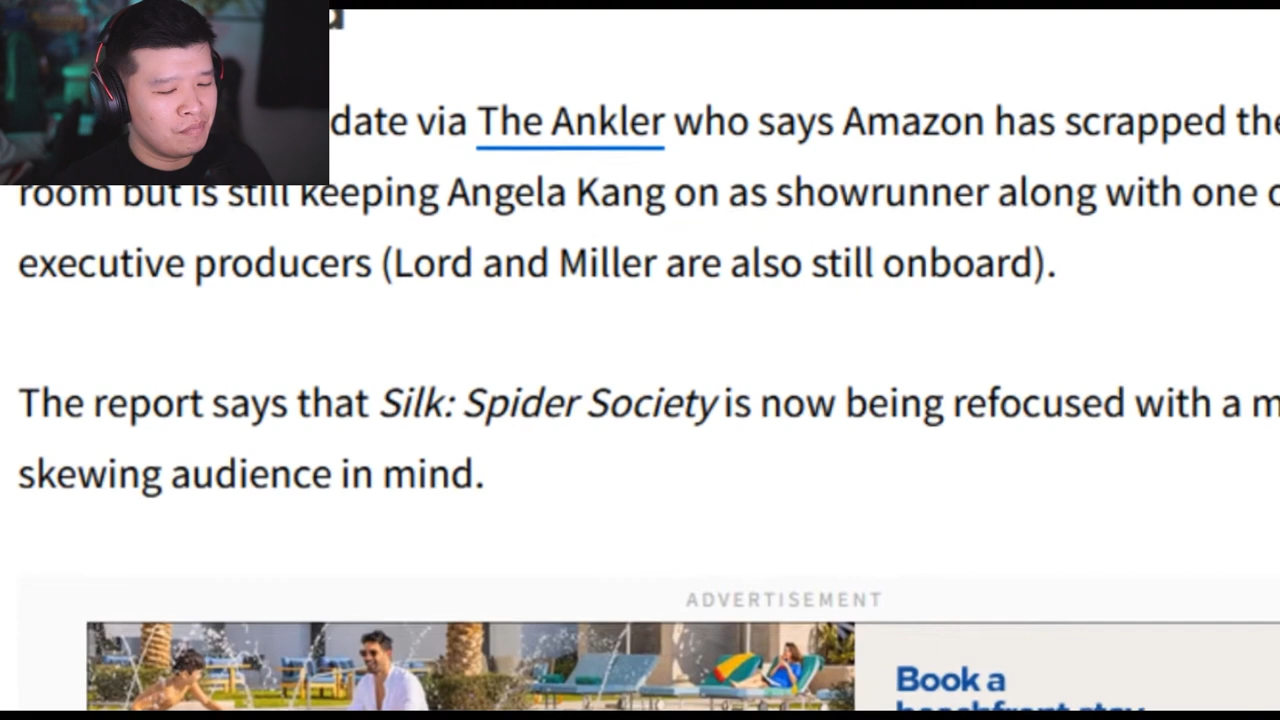 date via The Ankler who says Amazon has scrapped the
room but is still keeping Angela Kang on as showrunner along with one
executive producers (Lord and Miller are also still onboard).
The report says that Silk: Spider Society is now being refocused with a
skewing audience in mind.
ADVERTISEMENT
Book a
beachfront stay